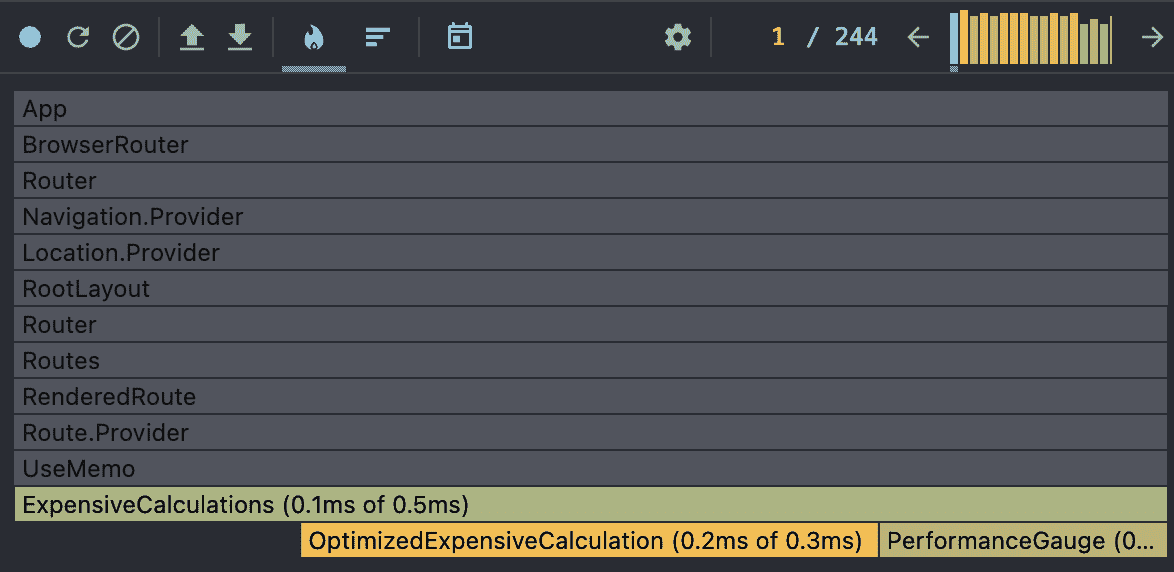 1 / 244
App
BrowserRouter
Router
Navigation.Provider
Location.Provider
RootLayout
Router
Routes
RenderedRoute
Route.Provider
UseMemo
ExpensiveCalculations (0.1ms of 0.5ms)
OptimizedExpensiveCalculation (0.2ms of 0.3ms) PerformanceGauge (0...